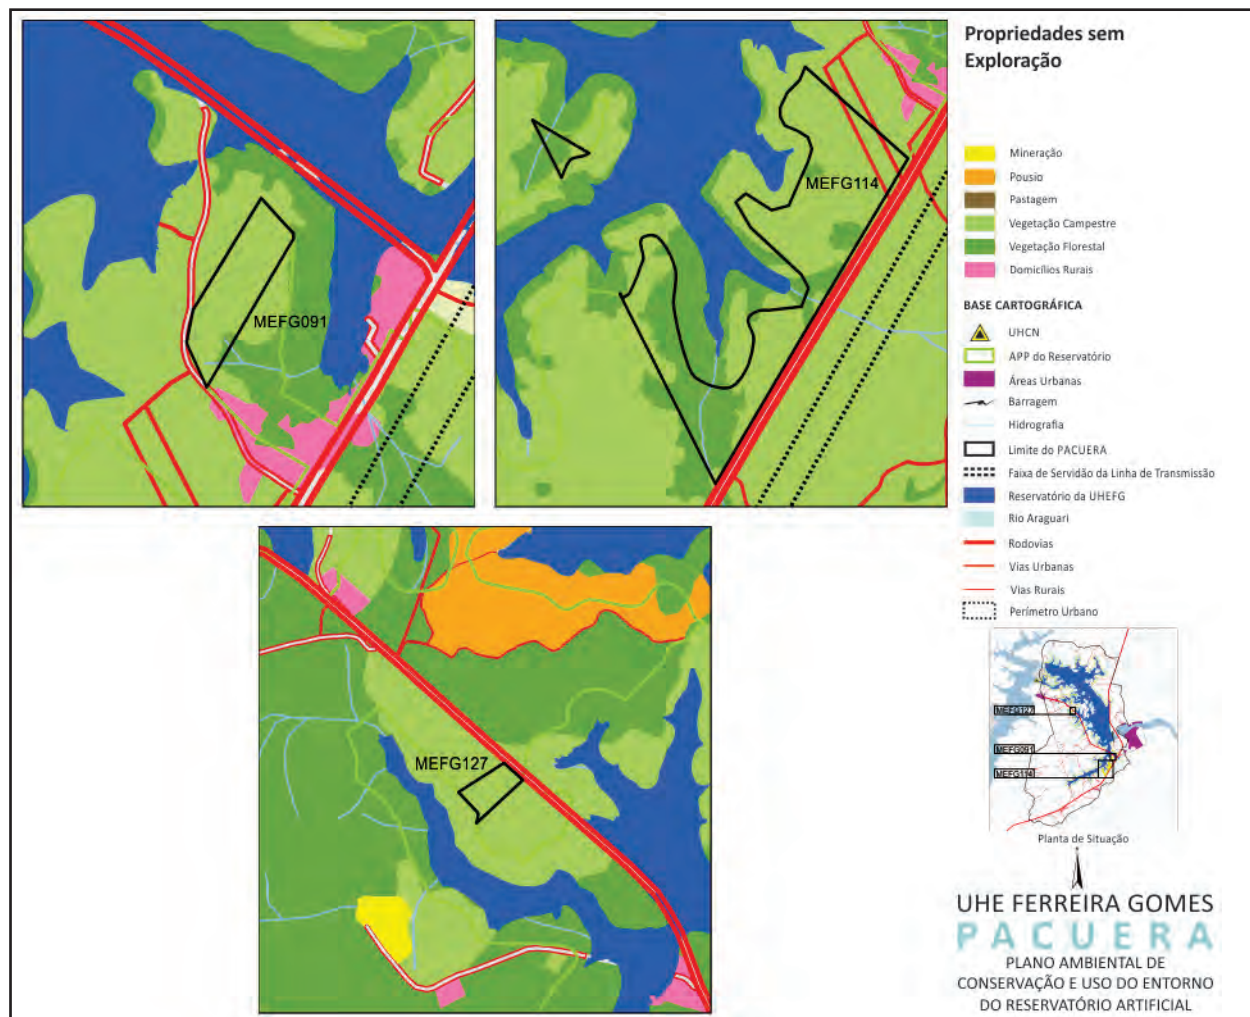 Propriedades sem
Exploração
MEFG091
MEFG114
MEFG127
Mineração
Pousio
Pastagem
Vegetação Campestre
Vegetação Florestal
Domicílios Rurais
BASE CARTOGRÁFICA
UHCN
APP do Reservatório
Áreas Urbanas
Barragem
Hidrografia
Limite do PACUERA
Faixa de Servidão da Linha de Transmissão
Reservatório da UHEFG
Rio Araguari
Rodovias
Vias Urbanas
Vias Rurais
Perímetro Urbano
MEFG127
MEFG091
MEFG114
Planta de Situação
UHE FERREIRA GOMES
PACUERA
PLANO AMBIENTAL DE
CONSERVAÇÃO E USO DO ENTORNO
DO RESERVATÓRIO ARTIFICIAL